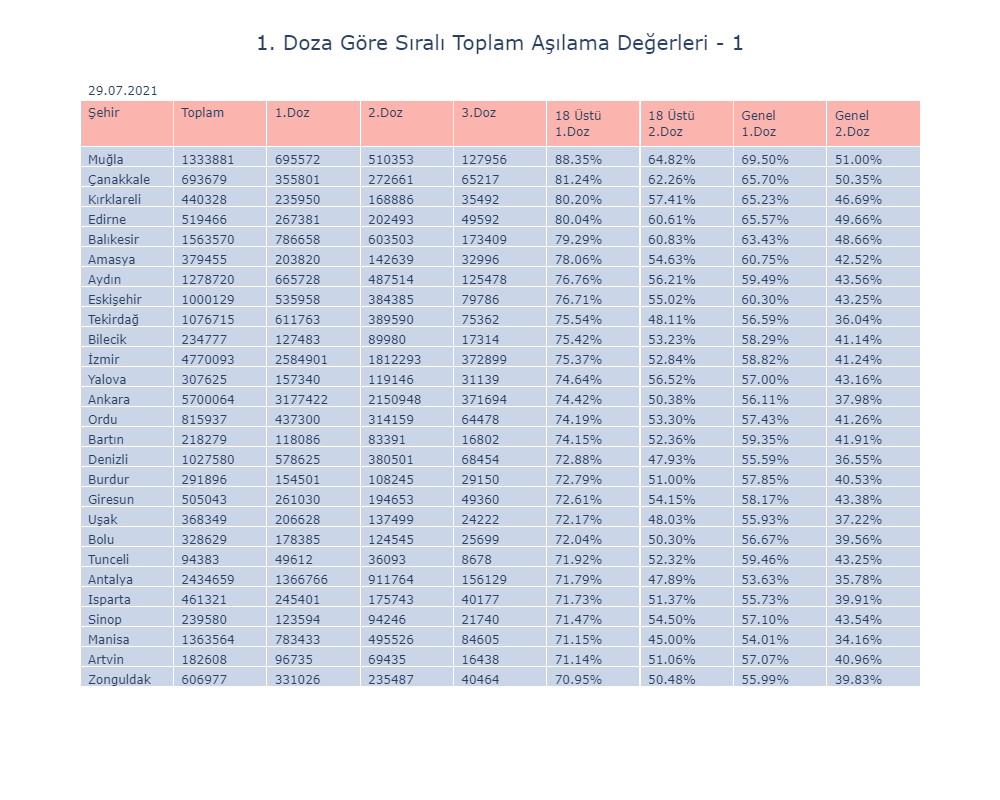 1. Doza Göre Sıralı Toplam Aşılama Değerleri - 1
29.07.2021
Şehir Toplam 1.Doz 2.Doz 3.Doz 18 Üstü 1.Doz 18 Üstü 2.Doz Genel 1.Doz Genel 2.Doz
Muğla 1333881 695572 510353 127956 88.35% 64.82% 69.50% 51.00%
Çanakkale 693679 355801 272661 65217 81.24% 62.26% 65.70% 50.35%
Kırklareli 440328 235950 168886 35492 80.20% 57.41% 65.23% 46.69%
Edirne 519466 267381 202493 49592 80.04% 60.61% 65.57% 49.66%
Balıkesir 1563570 786658 603503 173409 79.29% 60.83% 63.43% 48.66%
Amasya 379455 203820 142639 32996 78.06% 54.63% 60.75% 42.52%
Aydın 1278720 665728 487514 125478 76.76% 56.21% 59.49% 43.56%
Eskişehir 1000129 535958 384385 79786 76.71% 55.02% 60.30% 43.25%
Tekirdağ 1076715 611763 389590 75362 75.54% 48.11% 56.59% 36.04%
Bilecik 234777 127483 89980 17314 75.42% 53.23% 58.29% 41.14%
İzmir 4770093 2584901 1812293 372899 75.37% 52.84% 58.82% 41.24%
Yalova 307625 157340 119146 31139 74.64% 56.52% 57.00% 43.16%
Ankara 5700064 3177422 2150948 371694 74.42% 50.38% 56.11% 37.98%
Ordu 815937 437300 314159 64478 74.19% 53.30% 57.43% 41.26%
Bartın 218279 118086 83391 16802 74.15% 52.36% 59.35% 41.91%
Denizli 1027580 578625 380501 68454 72.88% 47.93% 55.59% 36.55%
Burdur 291896 154501 108245 29150 72.79% 51.00% 57.85% 40.53%
Giresun 505043 261030 194653 49360 72.61% 54.15% 58.17% 43.38%
Uşak 368349 206628 137499 24222 72.17% 48.03% 55.93% 37.22%
Bolu 328629 178385 124545 25699 72.04% 50.30% 56.67% 39.56%
Tunceli 94383 49612 36093 8678 71.92% 52.32% 59.46% 43.25%
Antalya 2434659 1366766 911764 156129 71.79% 47.89% 53.63% 35.78%
Isparta 461321 245401 175743 40177 71.73% 51.37% 55.73% 39.91%
Sinop 239580 123594 94246 21740 71.47% 54.50% 57.10% 43.54%
Manisa 1363564 783433 495526 84605 71.15% 45.00% 54.01% 34.16%
Artvin 182608 96735 69435 16438 71.14% 51.06% 57.07% 40.96%
Zonguldak 606977 331026 235487 40464 70.95% 50.48% 55.99% 39.83%